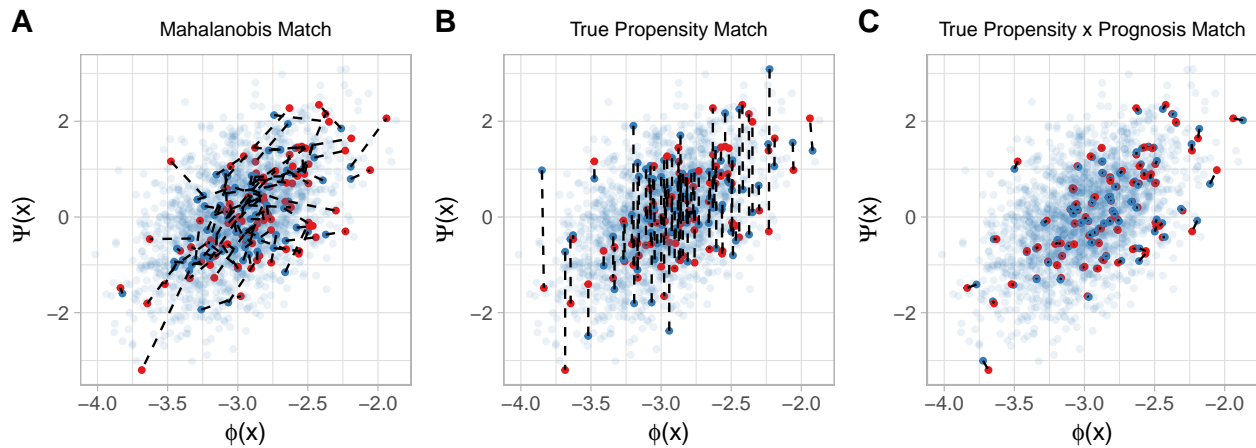 A Mahalanobis Match
Ψ(x)
2
0
−2
−4.0 −3.5 −3.0 −2.5 −2.0
ϕ(x)
B True Propensity Match
Ψ(x)
2
0
−2
−4.0 −3.5 −3.0 −2.5 −2.0
ϕ(x)
C True Propensity x Prognosis Match
Ψ(x)
2
0
−2
−4.0 −3.5 −3.0 −2.5 −2.0
ϕ(x)